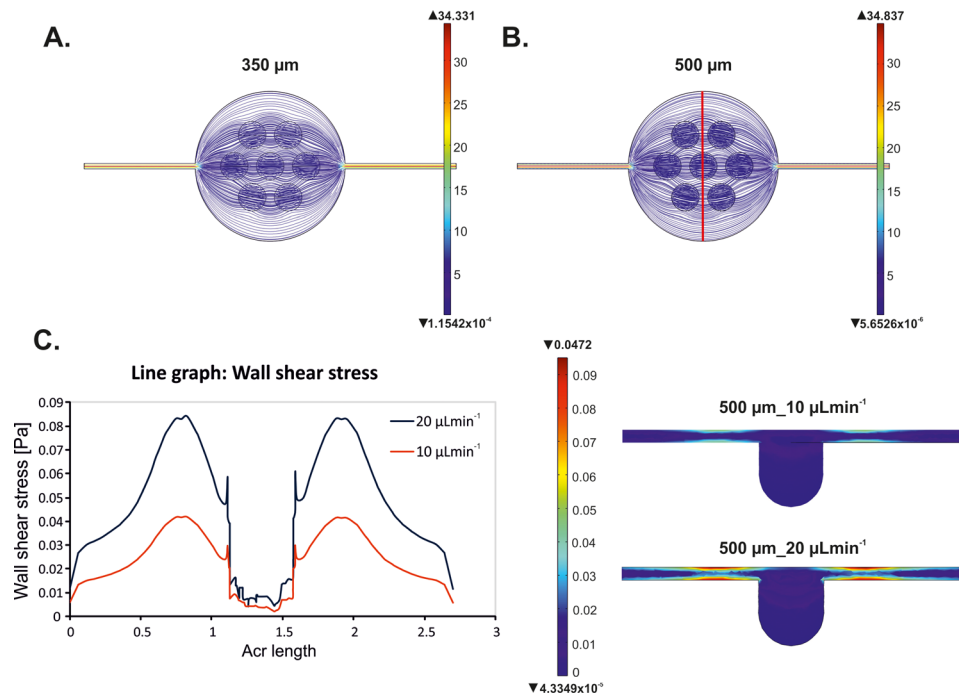 A.
350 µm
▲34.331
30
25
20
15
10
5
▼1.1542x10⁻⁴
B.
500 µm
▲34.837
30
25
20
15
10
5
▼5.6526x10⁻⁶
C.
Line graph: Wall shear stress
Wall shear stress [Pa]
0.09
0.08
0.07
0.06
0.05
0.04
0.03
0.02
0.01
0
0 0.5 1 1.5 2 2.5 3
Acr length
20 µLmin⁻¹
10 µLmin⁻¹
▼0.0472
0.09
0.08
0.07
0.06
0.05
0.04
0.03
0.02
0.01
0
▼4.3349x10⁻⁹
500 µm_10 µLmin⁻¹
500 µm_20 µLmin⁻¹